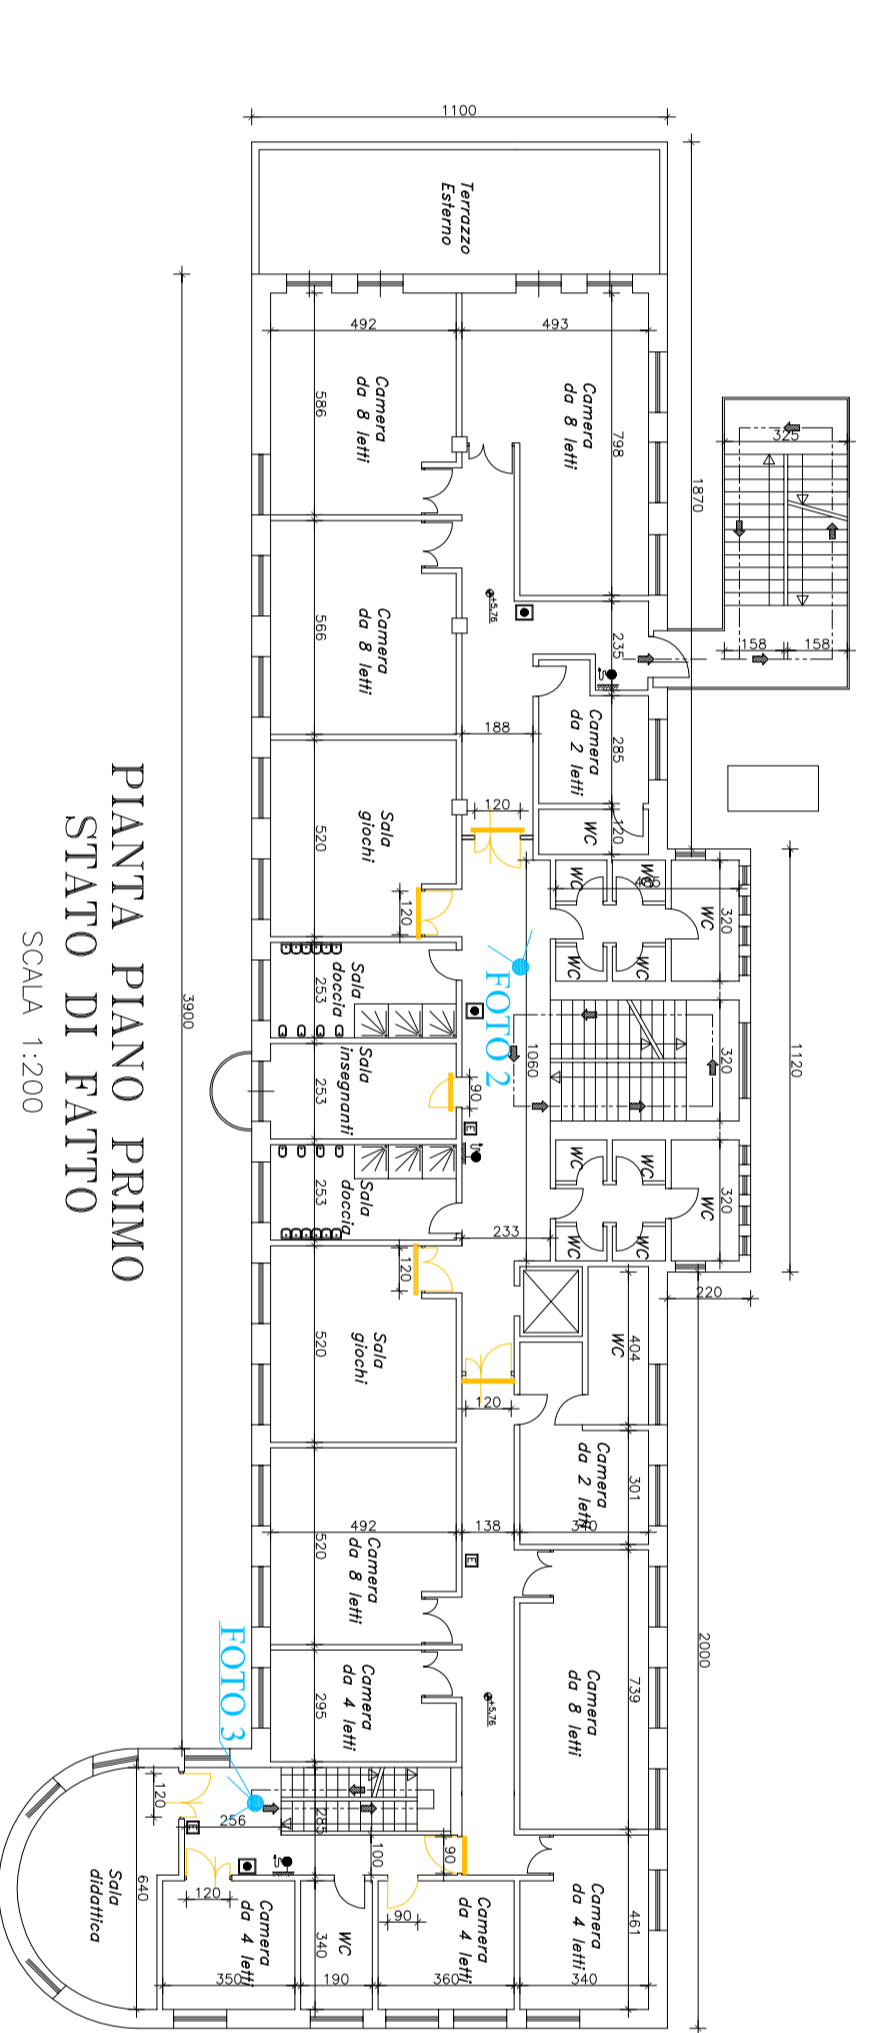 1100
Terrazzo
Esterno
1870
3900
492
493
586
Camera
da 8 letti
Camera
da 8 letti
798
325
158
158
566
Camera
da 8 letti
+5,76
235
188
Camera
da 2 letti
285
120
WC
120
Sala
giochi
520
120
WC
WC
WC
WC
WC
320
1120
FOTO 2
1060
320
Sala
doccia
253
Sala
insegnanti
253
90
E
Sala
doccia
253
233
WC
WC
WC
WC
WC
320
220
120
Sala
giochi
520
120
WC
404
Camera
da 2 letti
301
340
138
492
520
Camera
da 8 letti
E
2000
Camera
da 8 letti
739
+5,76
Camera
da 4 letti
295
FOTO 3
120
256
285
E
100
90
120
90
Sala
didattica
640
Camera
da 4 letti
350
WC
340
190
Camera
da 4 letti
360
Camera
da 4 letti
461
340
PIANTA PIANO PRIMO
STATO DI FATTO
SCALA 1:200